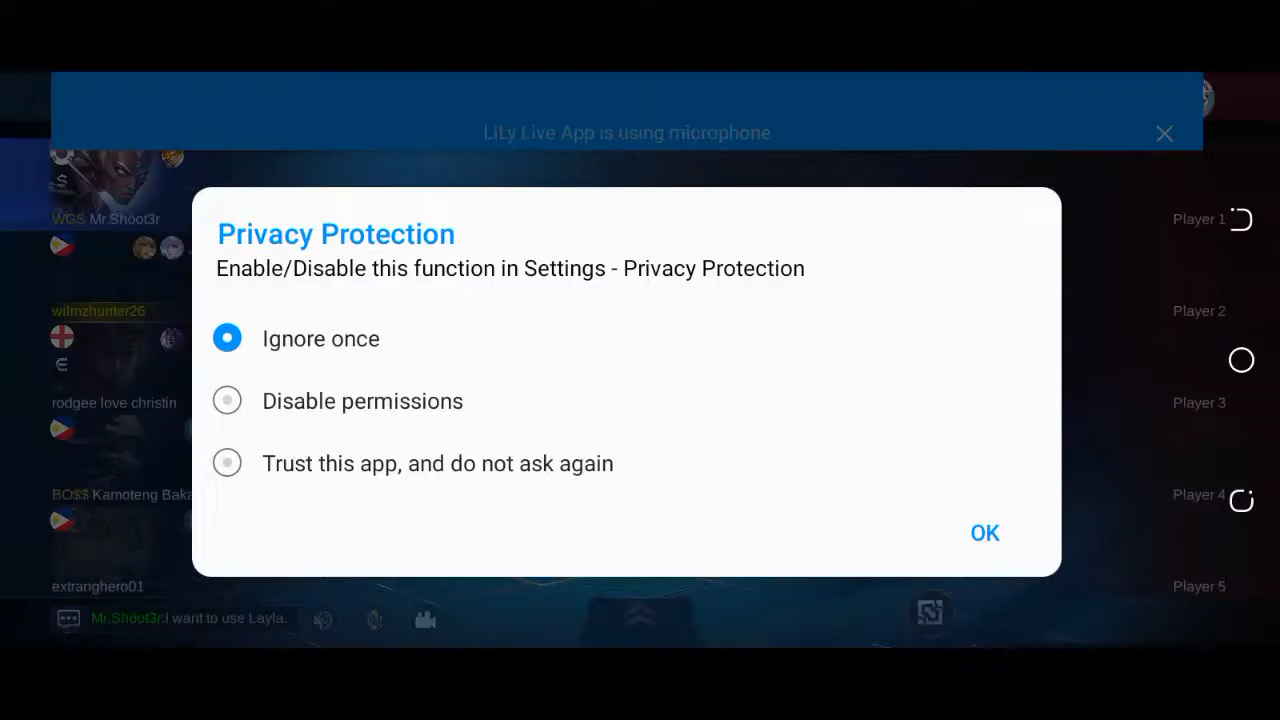 LiLy Live App is using microphone
WGS Mr.Shoot3r
Player 1
Privacy Protection
Enable/Disable this function in Settings - Privacy Protection
wilmzhunter26
Player 2
Ignore once
rodgee love christin
Player 3
Disable permissions
BO$$ Kamoteng Baka
Player 4
Trust this app, and do not ask again
OK
extranghero01
Player 5
Mr.Shoot3r:I want to use Layla.